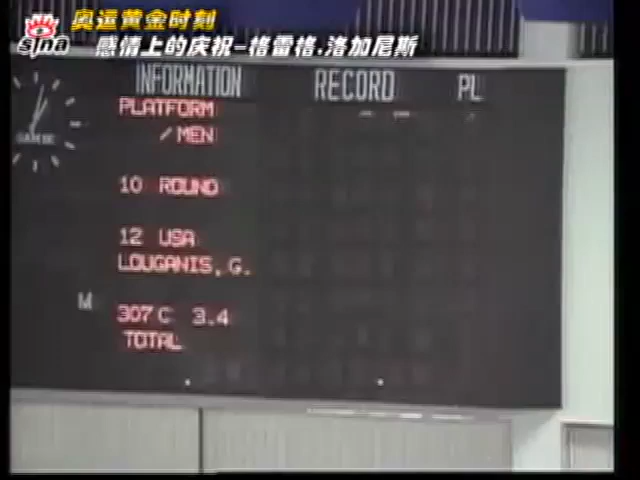 奥运黄金时刻
sina
感情上的庆祝-格雷格.洛加尼斯
INFORMATION RECORD PL
PLATFORM
/MEN
10 ROUND
12 USA
LOUGANIS,G.
M
307C 3.4
TOTAL